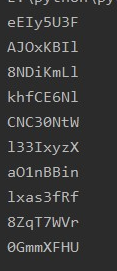 eEIy5U3F
AJOxKBIl
8NDiKmLl
khfCE6Nl
CNC30NtW
l33IxyzX
aO1nBBin
lxas3fRf
8ZqT7WVr
0GmmXFHU